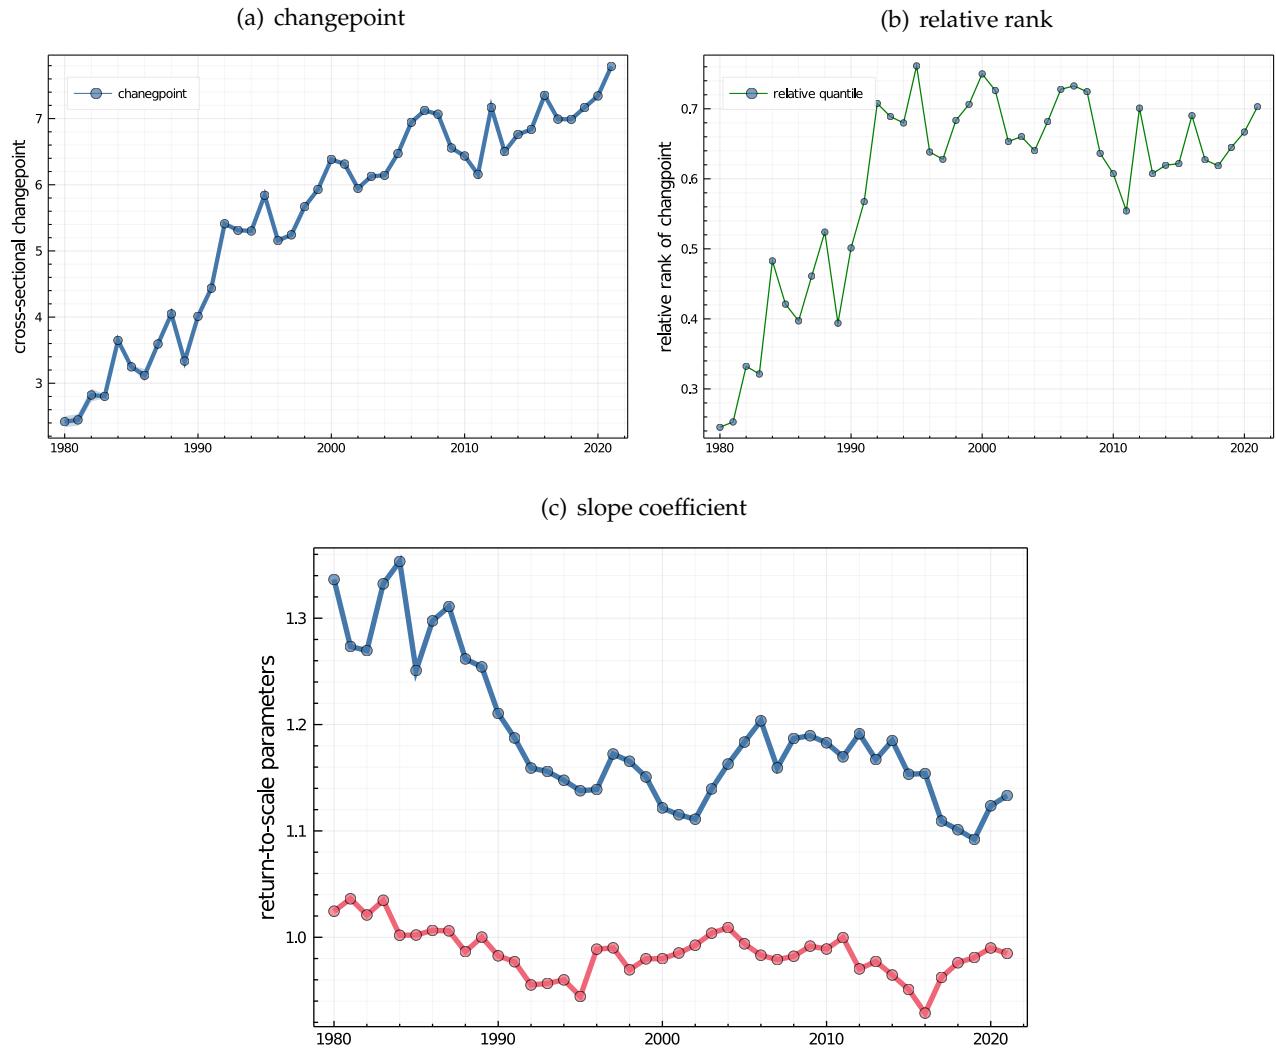 (a) changepoint
cross-sectional changepoint
chanegpoint
7
6
5
4
3
1980 1990 2000 2010 2020
(b) relative rank
relative rank of changpoint
relative quantile
0.7
0.6
0.5
0.4
0.3
1980 1990 2000 2010 2020
(c) slope coefficient
return-to-scale parameters
1.3
1.2
1.1
1.0
1980 1990 2000 2010 2020